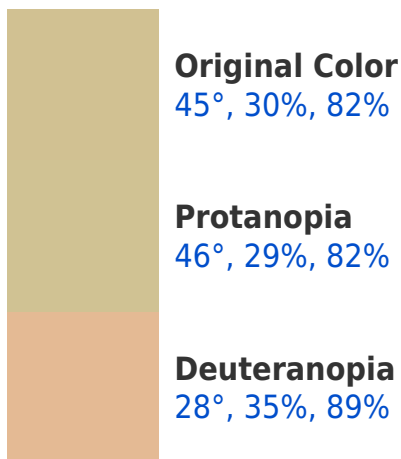 Original Color
45°, 30%, 82%
Protanopia
46°, 29%, 82%
Deuteranopia
28°, 35%, 89%